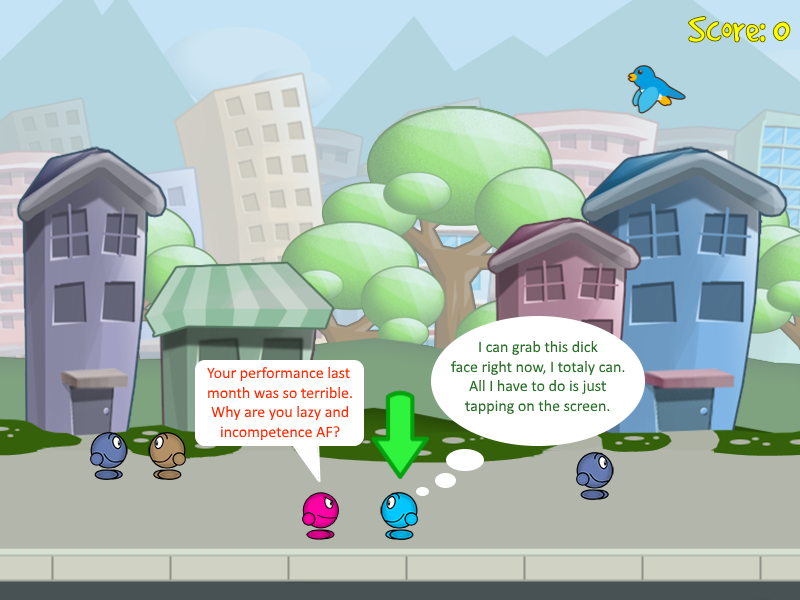 Score: 0
Your performance last
month was so terrible.
Why are you lazy and
incompetence AF?
I can grab this dick
face right now, I totaly can.
All I have to do is just
tapping on the screen.